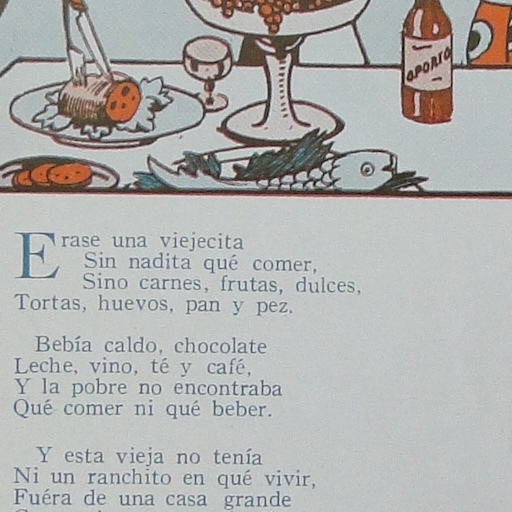 OPORTO
Erase una viejecita
Sin nadita qué comer,
Sino carnes, frutas, dulces,
Tortas, huevos, pan y pez.
Bebía caldo, chocolate
Leche, vino, té y café,
Y la pobre no encontraba
Qué comer ni qué beber.
Y esta vieja no tenía
Ni un ranchito en qué vivir,
Fuéra de una casa grande